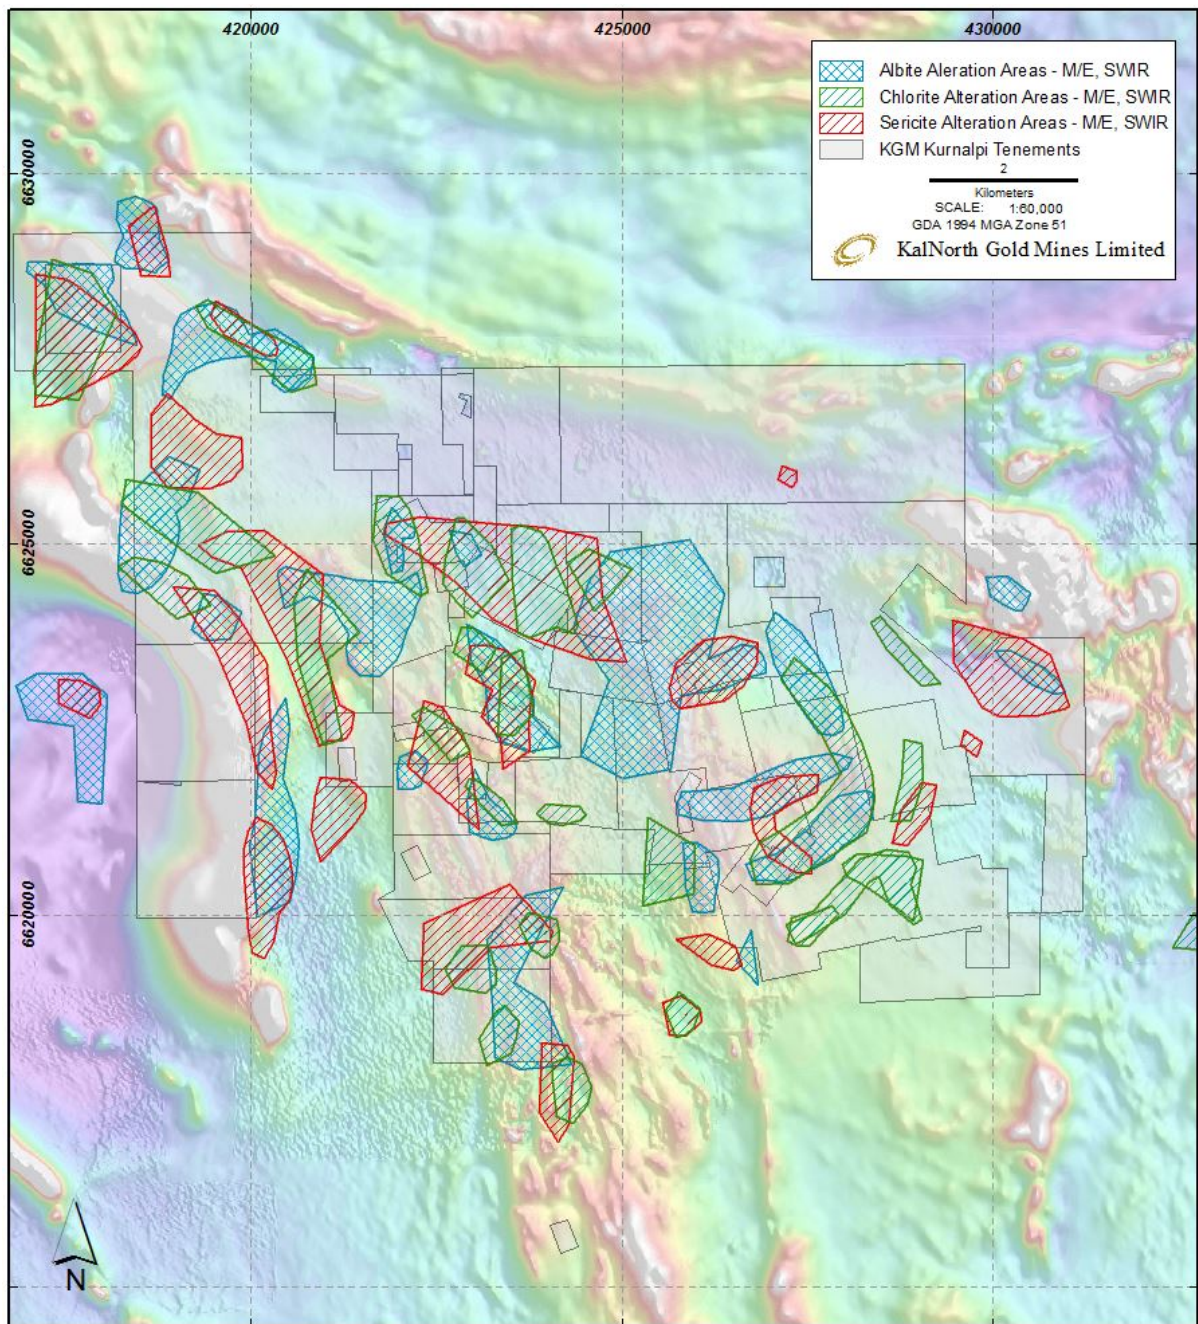 420000
425000
430000
Albite Aleration Areas - M/E, SWIR
Chlorite Alteration Areas - M/E, SWIR
Sericite Alteration Areas - M/E, SWIR
KGM Kurnalpi Tenements
2
Kilometers
SCALE: 1:60,000
GDA 1994 MGA Zone 51
KalNorth Gold Mines Limited
6630000
6625000
6620000
N